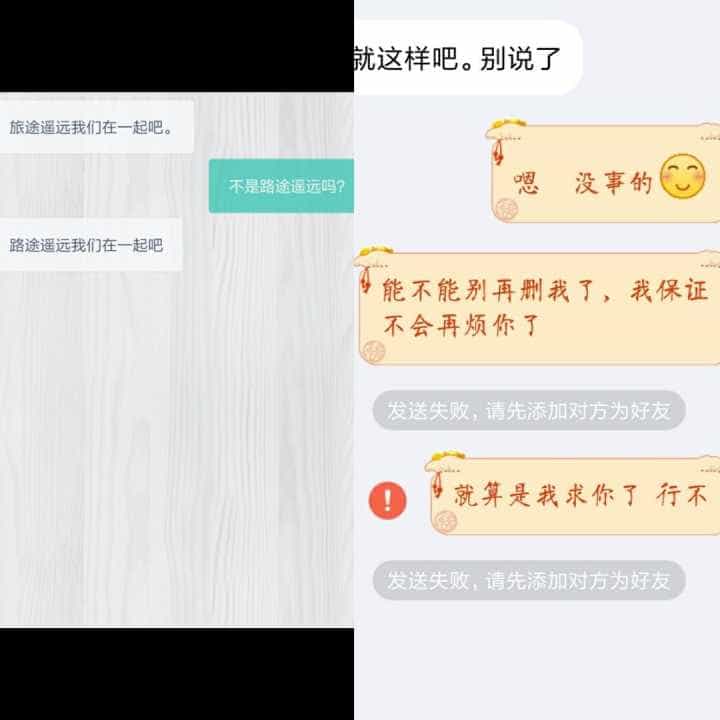 旅途遥远我们在一起吧。
不是路途遥远吗?
路途遥远我们在一起吧
就这样吧。别说了
嗯 没事的
能不能别再删我了，我保证
不会再烦你了
发送失败，请先添加对方为好友
就算是我求你了 行不
发送失败，请先添加对方为好友